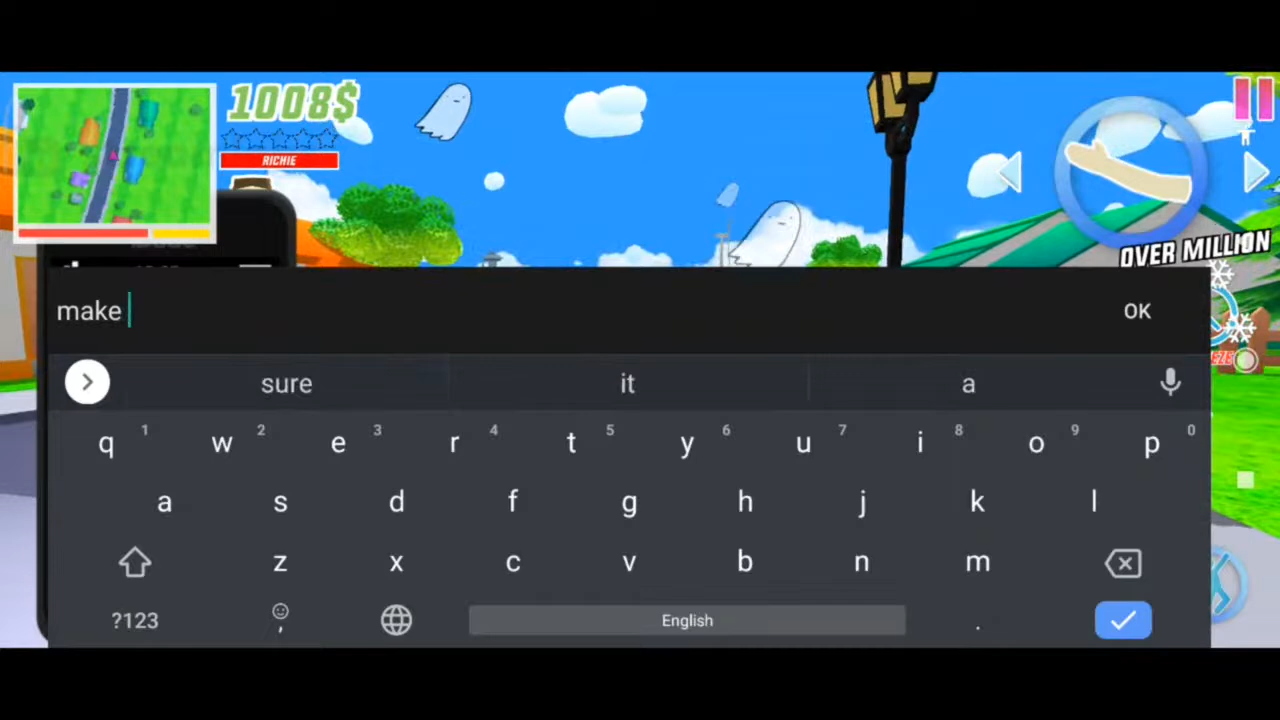 1008$
RICHIE
OVER MILLION
make
OK
sure it a
q 1 w 2 e 3 r 4 t 5 y 6 u 7 i 8 o 9 p 0
a s d f g h j k l
z x c v b n m
?123 , English .